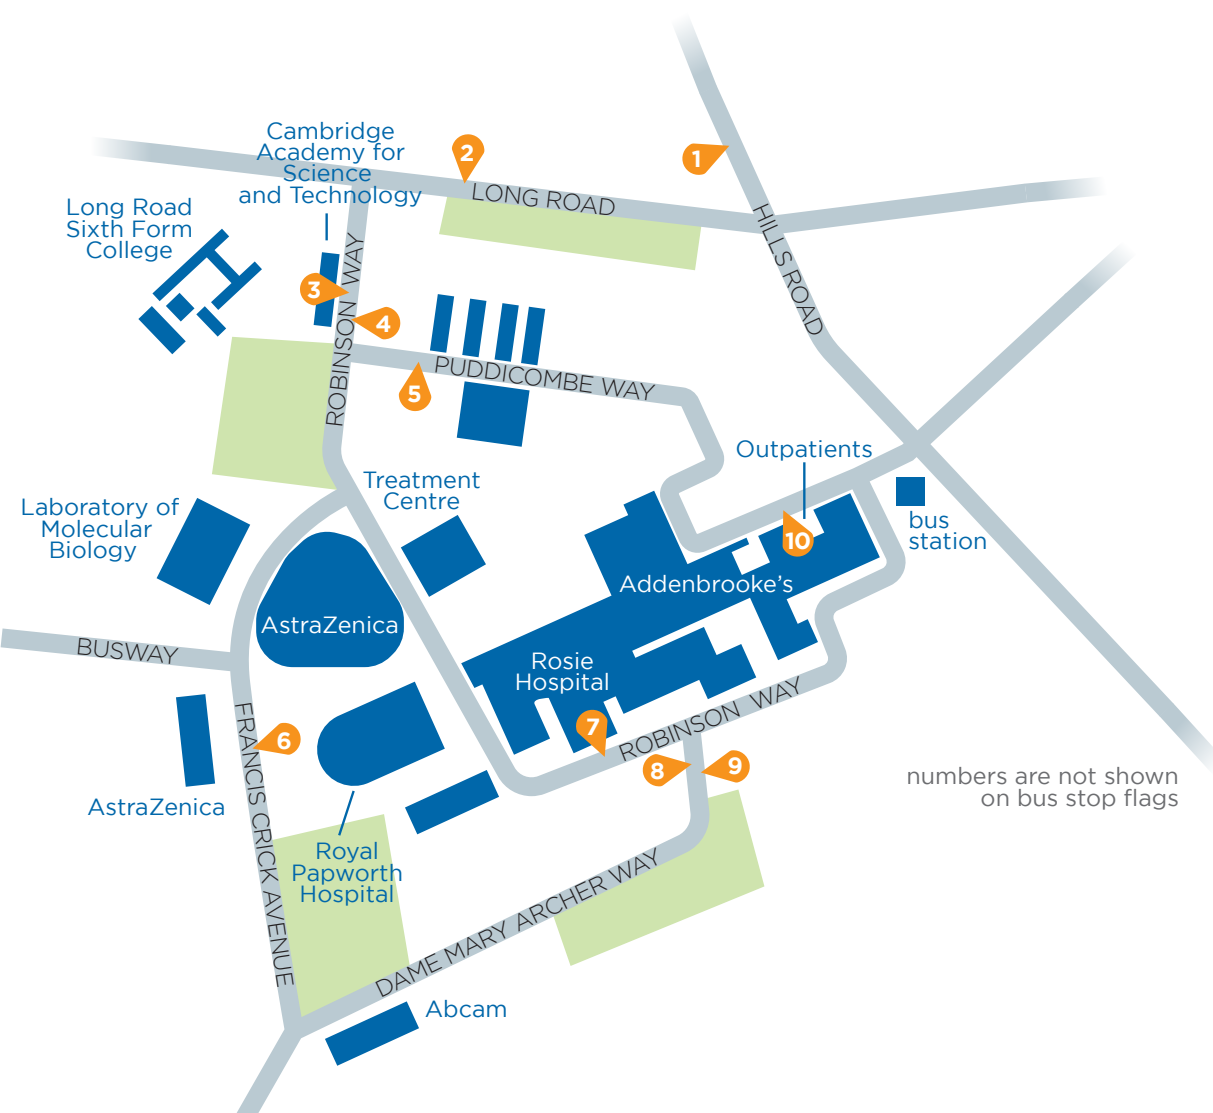 1
Cambridge
Academy for
Science
and Technology
2
LONG ROAD
Long Road
Sixth Form
College
HILLS ROAD
3
ROBINSON WAY
4
PUDDICOMBE WAY
5
Outpatients
Treatment
Centre
Laboratory of
Molecular
Biology
bus
station
10
Addenbrooke's
AstraZenica
BUSWAY
Rosie
Hospital
7
ROBINSON WAY
6
FRANCIS CRICK AVENUE
8
9
numbers are not shown
on bus stop flags
AstraZenica
Royal
Papworth
Hospital
DAME MARY ARCHER WAY
Abcam